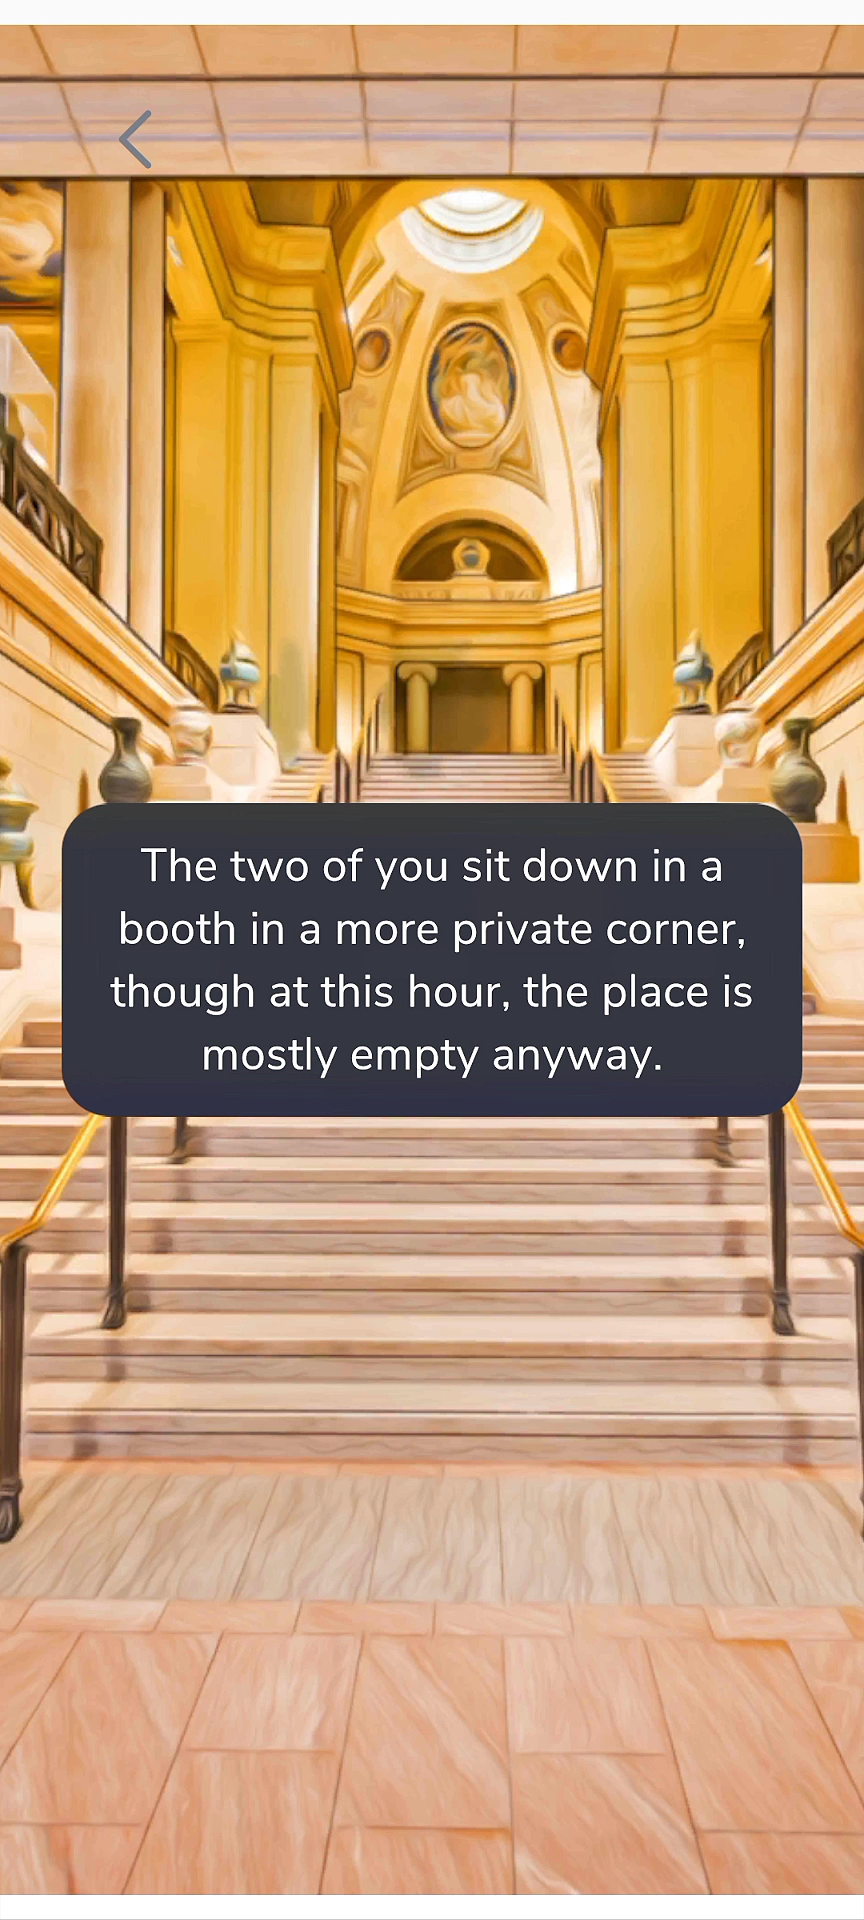 The two of you sit down in a
booth in a more private corner,
though at this hour, the place is
mostly empty anyway.